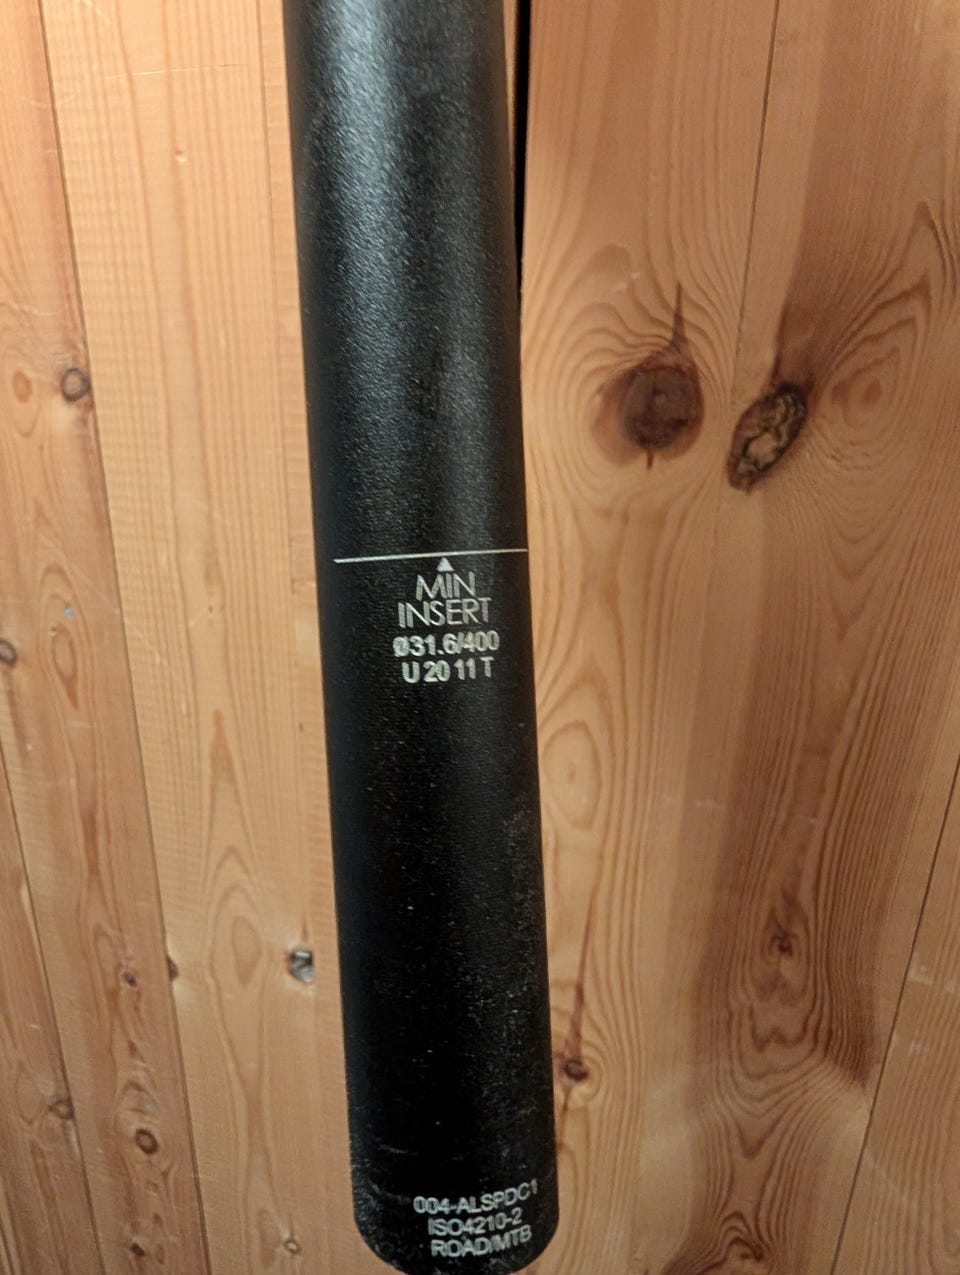 MIN
INSERT
Ø31.6/400
U 20 11 T
004-ALSPDC1
ISO4210-2
ROAD/MTB